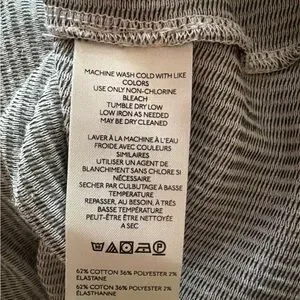 MACHINE WASH COLD WITH LIKE
COLORS
USE ONLY NON-CHLORINE
BLEACH
TUMBLE DRY LOW
LOW IRON AS NEEDED
MAY BE DRY CLEANED
LAVER À LA MACHINE À L'EAU
FROIDE AVEC COULEURS
SIMILAIRES
UTILISER UN AGENT DE
BLANCHIMENT SANS CHLORE SI
NÉCESSAIRE
SECHER PAR CULBUTAGE À BASSE
TEMPERATURE
REPASSER, AU BESOIN, À TRÈS
BASSE TEMPÉRATURE
PEUT-ÊTRE ÊTRE NETTOYÉE
A SEC
62% COTTON 36% POLYESTER 2%
ELASTANE
62% COTON 36% POLYESTER 2%
ÉLASTHANNE